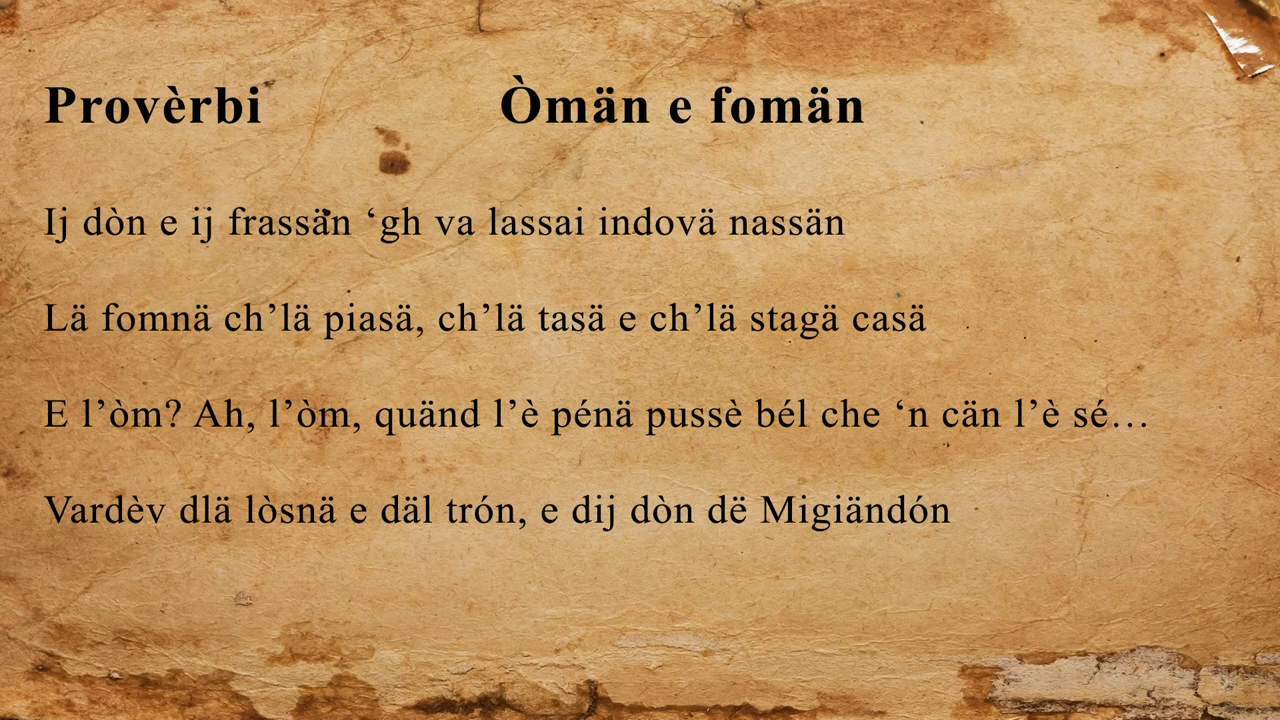 Provèrbi Òmän e fomän
Ij dòn e ij frassän ‘gh va lassai indovä nassän
Lä fomnä ch’lä piasä, ch’lä tasä e ch’lä stagä casä
E l’òm? Ah, l’òm, quänd l’è pénä pussè bél che ‘n cän l’è sé…
Vardèv dlä lòsnä e däl trón, e dij dòn dë Migiändón